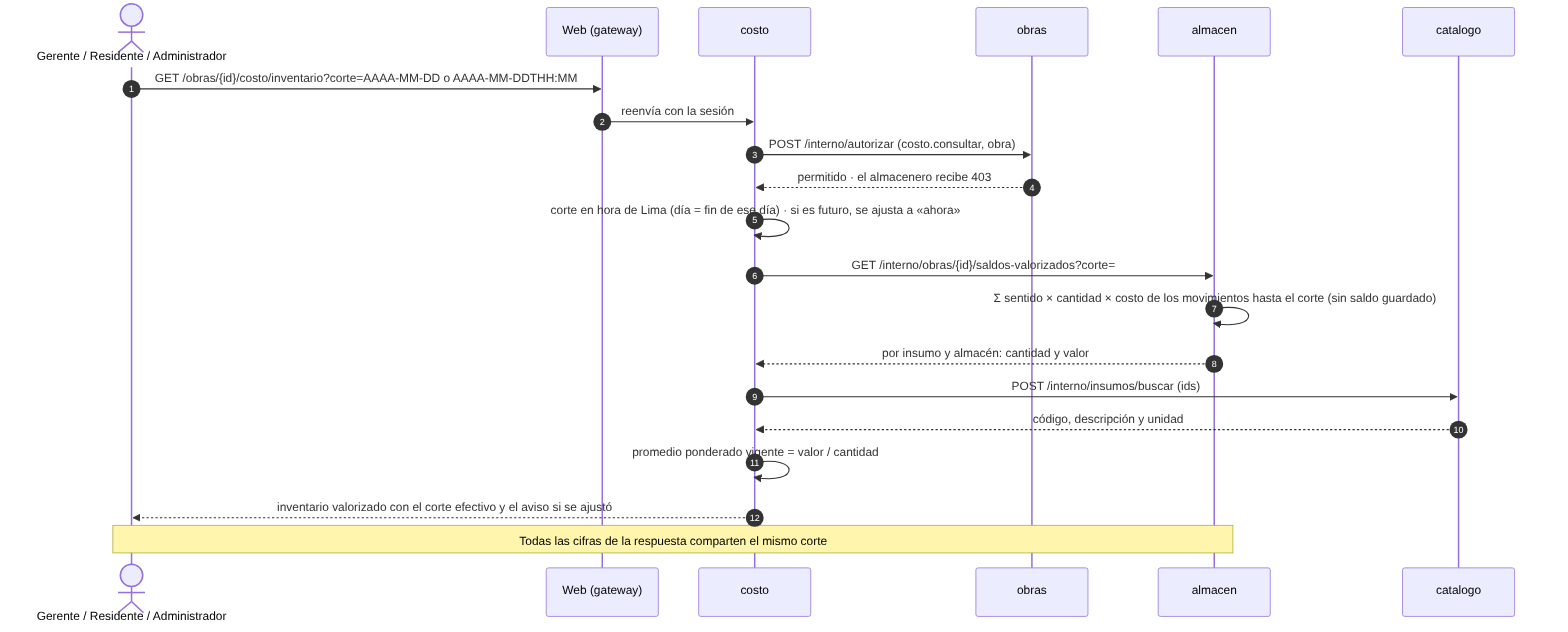 Gerente / Residente / Administrador
Web (gateway)
costo
obras
almacen
catalogo
1
GET /obras/{id}/costo/inventario?corte=AAAA-MM-DD o AAAA-MM-DDTHH:MM
2
reenvía con la sesión
3
POST /interno/autorizar (costo.consultar, obra)
permitido · el almacenero recibe 403
4
corte en hora de Lima (día = fin de ese día) · si es futuro, se ajusta a «ahora»
5
6
GET /interno/obras/{id}/saldos-valorizados?corte=
Σ sentido × cantidad × costo de los movimientos hasta el corte (sin saldo guardado)
7
por insumo y almacén: cantidad y valor
8
9
POST /interno/insumos/buscar (ids)
código, descripción y unidad
10
promedio ponderado vigente = valor / cantidad
11
inventario valorizado con el corte efectivo y el aviso si se ajustó
12
Todas las cifras de la respuesta comparten el mismo corte
Gerente / Residente / Administrador
Web (gateway)
costo
obras
almacen
catalogo